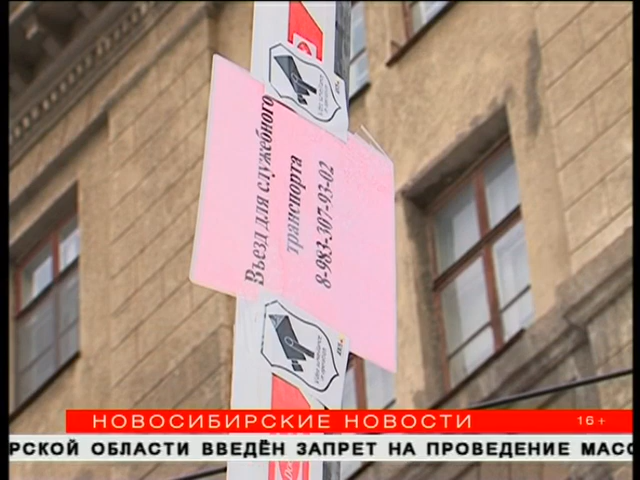 Въезд для служебного
транспорта
8-983-307-93-02
НОВОСИБИРСКИЕ НОВОСТИ
16+
РСКОЙ ОБЛАСТИ ВВЕДЁН ЗАПРЕТ НА ПРОВЕДЕНИЕ МАСС